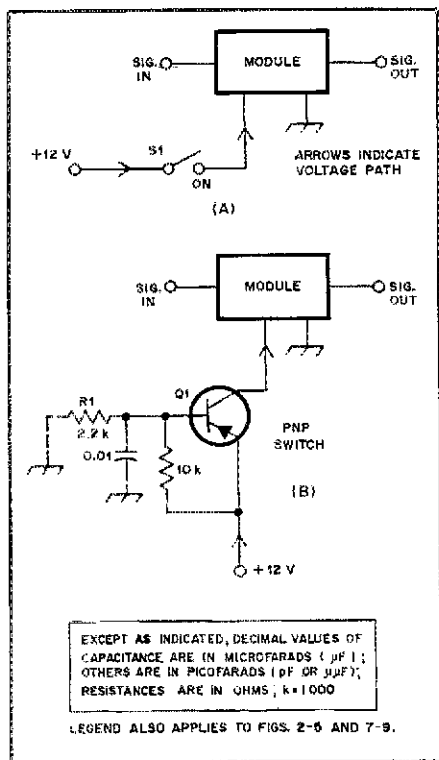 SIG. IN
MODULE
SIG. OUT
+12 V
S1
ON
ARROWS INDICATE
VOLTAGE PATH
(A)
SIG. IN
MODULE
SIG. OUT
Q1
R1
2.2 k
0.01
10 k
PNP
SWITCH
(B)
+12 V
EXCEPT AS INDICATED, DECIMAL VALUES OF
CAPACITANCE ARE IN MICROFARADS ( µF ) ;
OTHERS ARE IN PICOFARADS ( pF OR µµF);
RESISTANCES ARE IN OHMS ; k=1000
LEGEND ALSO APPLIES TO FIGS. 2-5 AND 7-9.